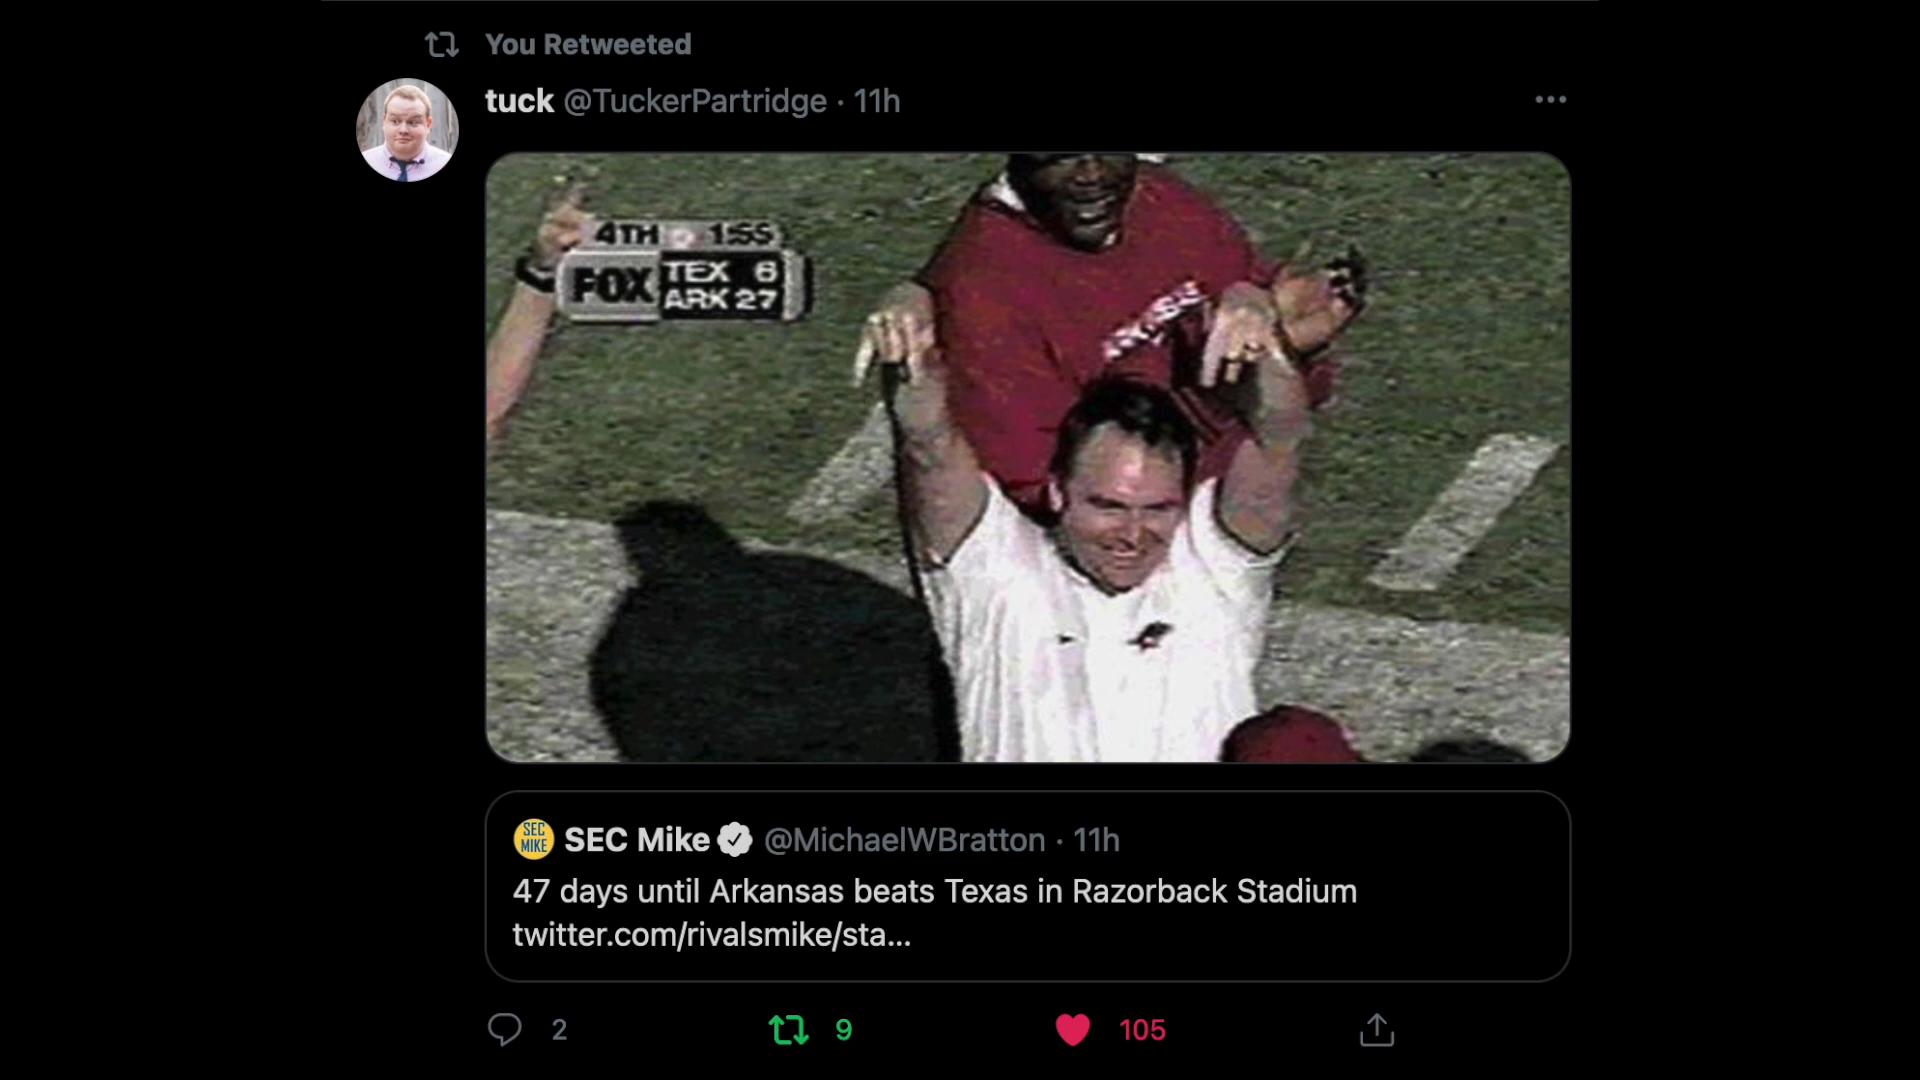 You Retweeted
tuck @TuckerPartridge · 11h
4TH 1:55
FOX TEX 6
ARK 27
SEC MIKE
SEC Mike @MichaelWBratton · 11h
47 days until Arkansas beats Texas in Razorback Stadium
twitter.com/rivalsmike/sta...
2 9 105